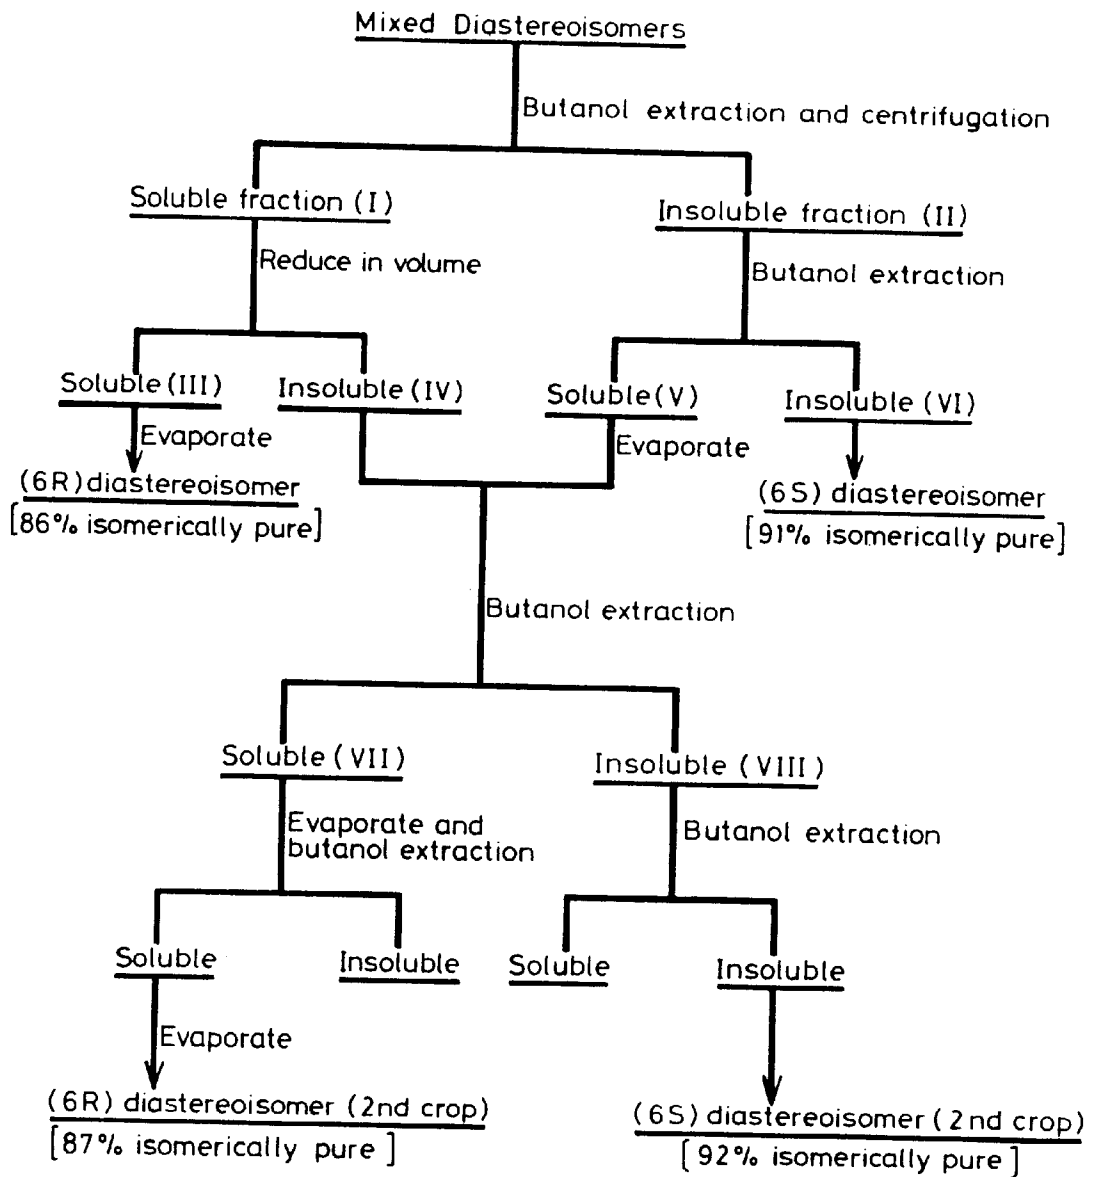 Mixed Diastereoisomers
Butanol extraction and centrifugation
Soluble fraction (I)
Insoluble fraction (II)
Reduce in volume
Butanol extraction
Soluble (III)
Insoluble (IV)
Soluble (V)
Insoluble (VI)
Evaporate
Evaporate
(6R) diastereoisomer
[86% isomerically pure]
(6S) diastereoisomer
[91% isomerically pure]
Butanol extraction
Soluble (VII)
Insoluble (VIII)
Evaporate and
butanol extraction
Butanol extraction
Soluble
Insoluble
Soluble
Insoluble
Evaporate
(6R) diastereoisomer (2nd crop)
[87% isomerically pure]
(6S) diastereoisomer (2nd crop)
[92% isomerically pure]